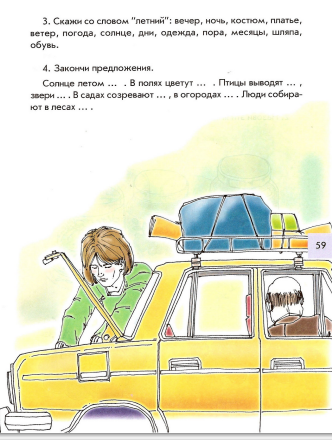 3. Скажи со словом "летний": вечер, ночь, костюм, платье,
ветер, погода, солнце, дни, одежда, пора, месяцы, шляпа,
обувь.
4. Закончи предложения.
Солнце летом ... . В полях цветут ... . Птицы выводят ... ,
звери ... . В садах созревают ... , в огородах ... . Люди собира-
ют в лесах ... .
59